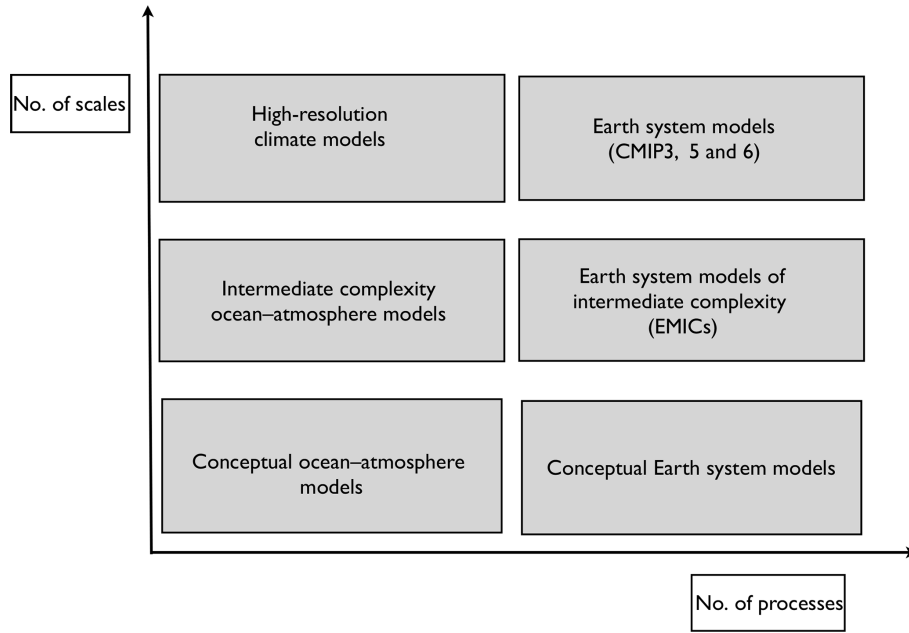 No. of scales
High-resolution
climate models
Earth system models
(CMIP3, 5 and 6)
Intermediate complexity
ocean–atmosphere models
Earth system models of
intermediate complexity
(EMICs)
Conceptual ocean–atmosphere
models
Conceptual Earth system models
No. of processes